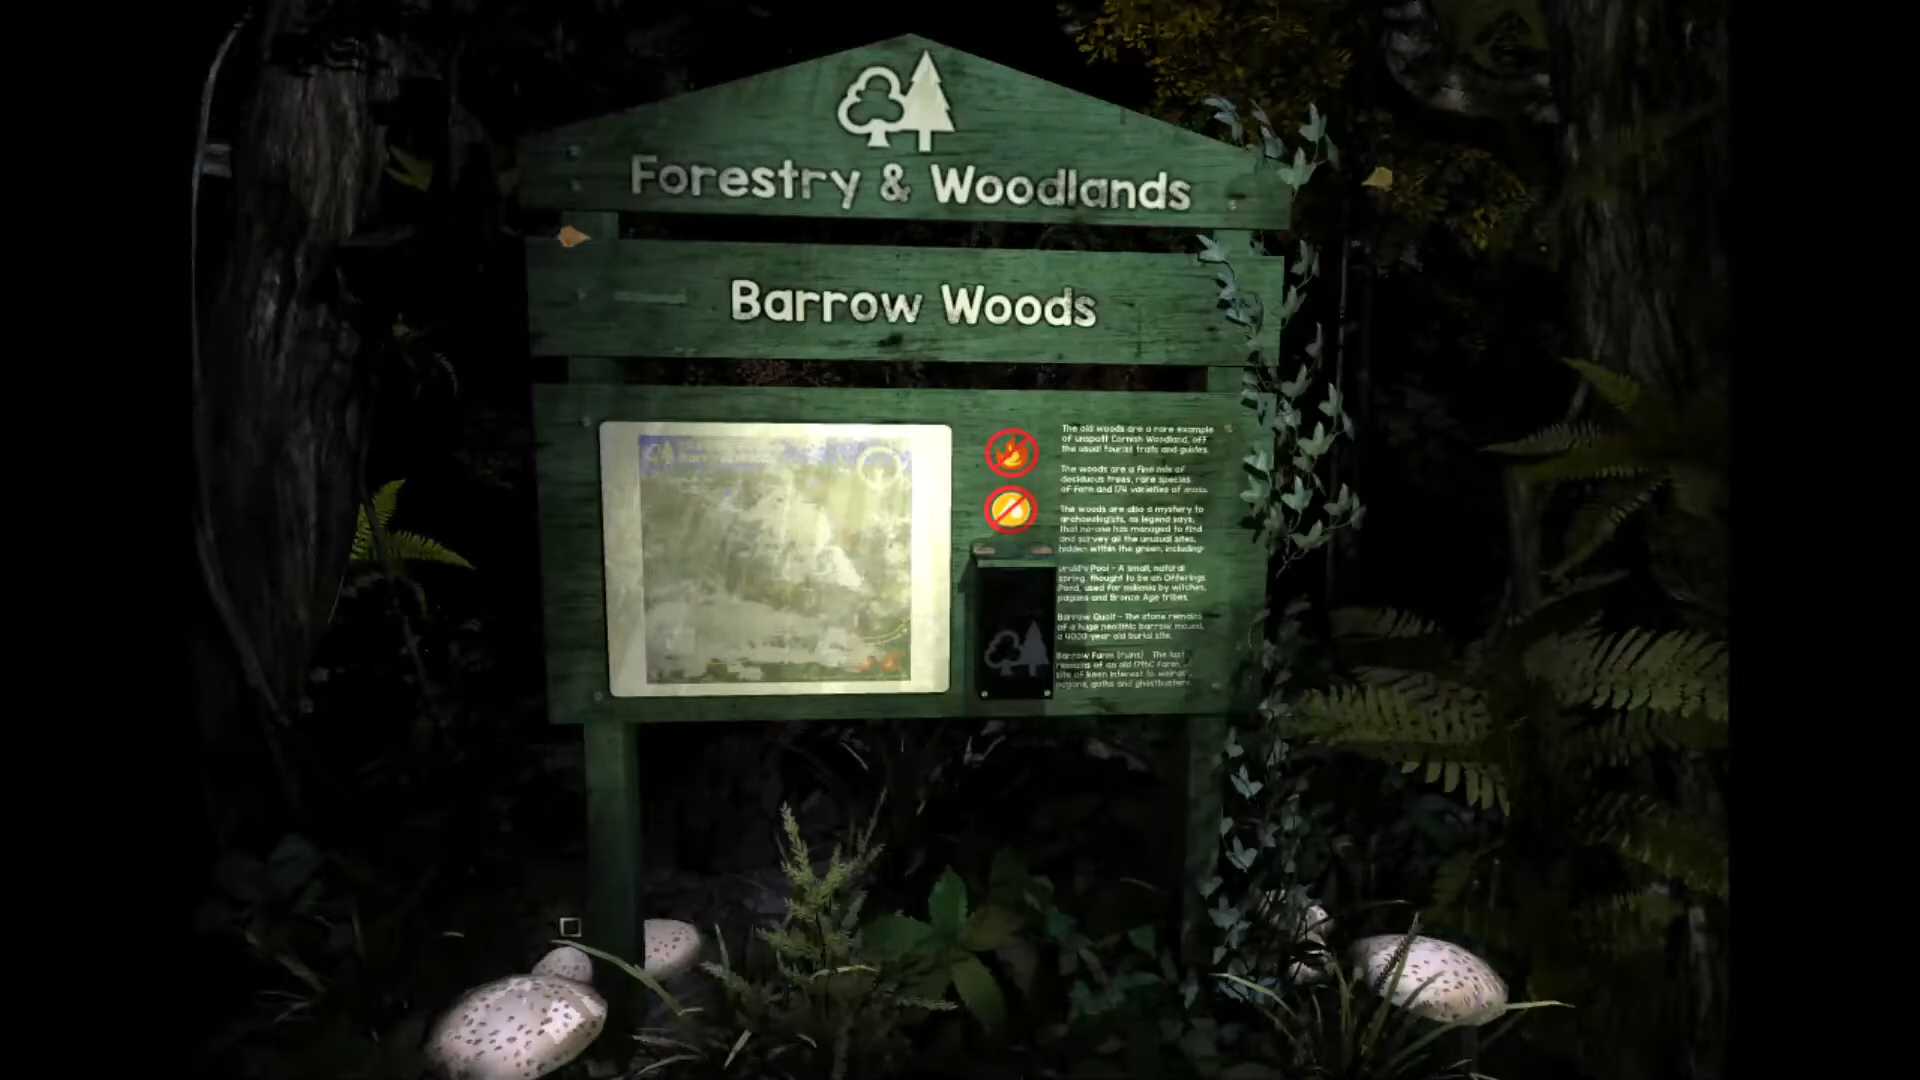 Forestry & Woodlands
Barrow Woods
The old woods are a rare example
of unspoilt Cornish Woodland, off
the usual tourist trails and guides.
The woods are a fine mix of
deciduous trees, rare species
of fern and 174 varieties of moss.
The woods are also a mystery to
archaeologists, as legend says,
that no-one has managed to find
and survey all the unusual sites,
hidden within the green, including:
Pool - A small, natural
spring, thought to be an Offerings
Pond, used for millenia by witches,
pagans and Bronze Age tribes.
Barrow Quoit - The stone remains
of a huge neolithic barrow mound,
a 4000 year old burial site.
Barrow Farm (ruins) - The last
remains of an old 17thC farm,
site of keen interest to
pagans, goths and ghostbusters.